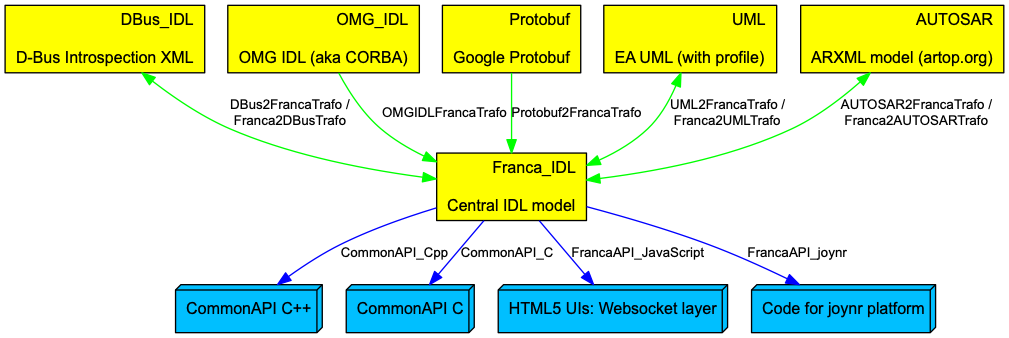 DBus_IDL
D-Bus Introspection XML
OMG_IDL
OMG IDL (aka CORBA)
Protobuf
Google Protobuf
UML
EA UML (with profile)
AUTOSAR
ARXML model (artop.org)
DBus2FrancaTrafo /
Franca2DBusTrafo
OMGIDLFrancaTrafo
Protobuf2FrancaTrafo
UML2FrancaTrafo /
Franca2UMLTrafo
AUTOSAR2FrancaTrafo /
Franca2AUTOSARTrafo
Franca_IDL
Central IDL model
CommonAPI_Cpp
CommonAPI_C
FrancaAPI_JavaScript
FrancaAPI_joynr
CommonAPI C++
CommonAPI C
HTML5 UIs: Websocket layer
Code for joynr platform